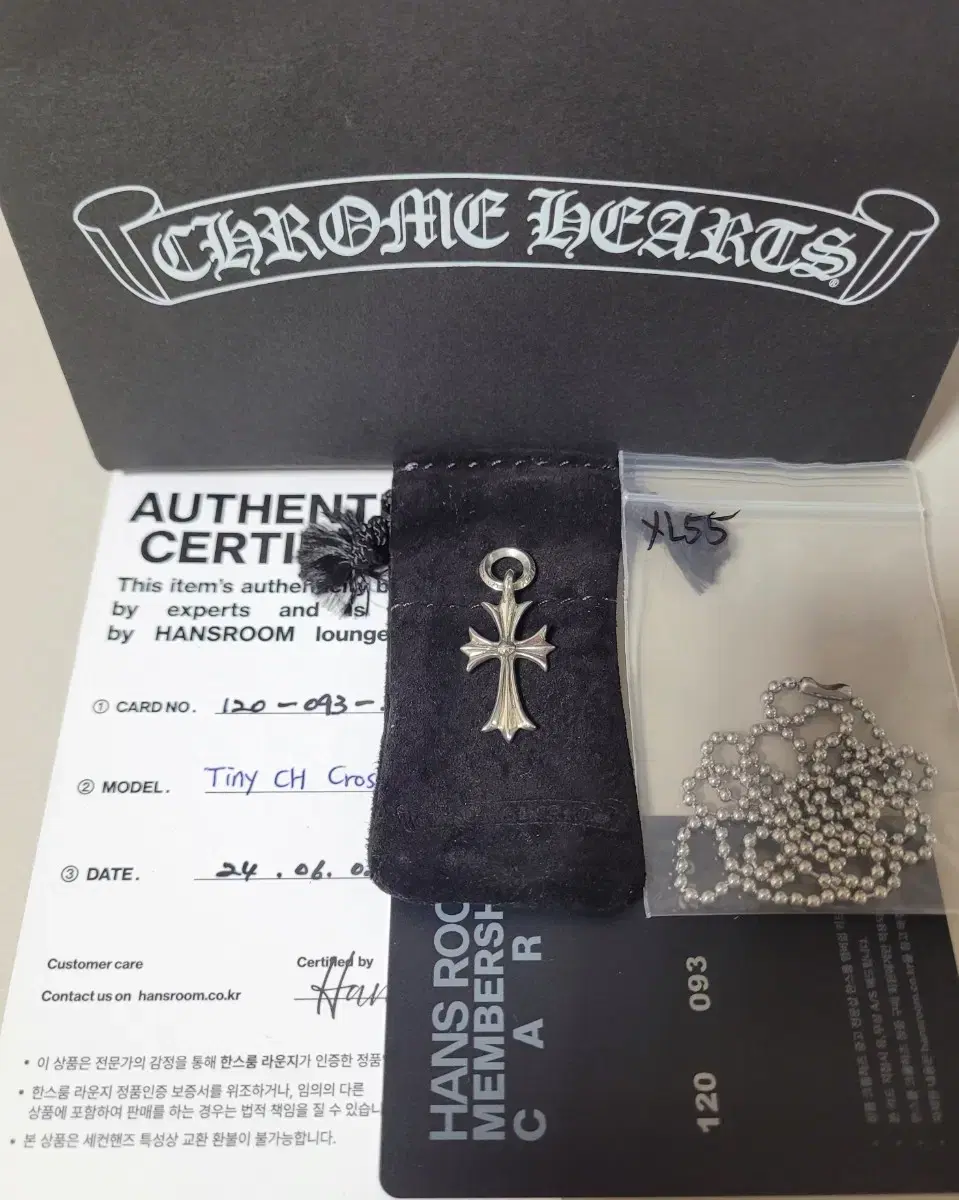 CHROME HEARTS®
AUTHENT
CERTI
This item's authenticity b
by experts and is
by HANSROOM lounge
① CARD NO. 120-093-
② MODEL. Tiny CH Cros
③ DATE. 24.06.0
Customer care
Certified by
Contact us on hansroom.co.kr
Han
• 이 상품은 전문가의 감정을 통해 한스룸 라운지가 인증한 정품
• 한스룸 라운지 정품인증 보증서를 위조하거나, 임의의 다른
상품에 포함하여 판매를 하는 경우는 법적 책임을 질 수 있습니
• 본 상품은 세컨핸즈 특성상 교환 환불이 불가능합니다.
XL55
HANS ROO
MEMBERSH
CAR
120 093